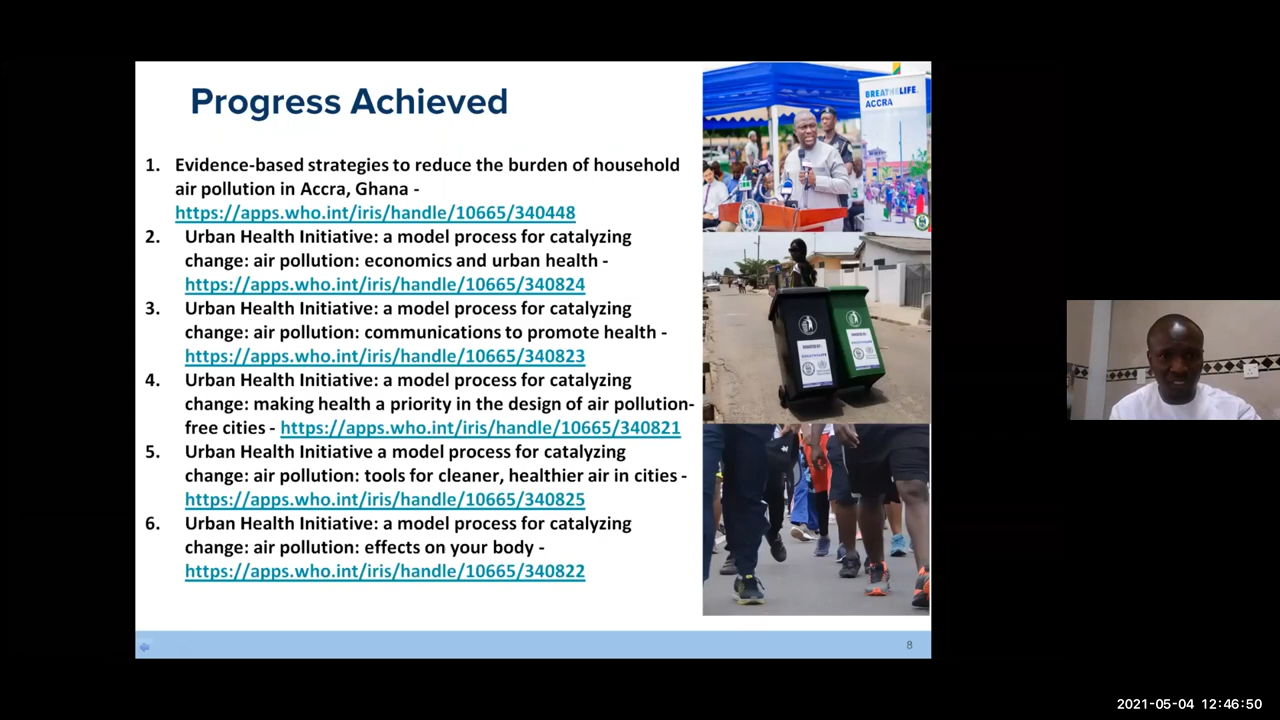 Progress Achieved
1. Evidence-based strategies to reduce the burden of household
air pollution in Accra, Ghana -
https://apps.who.int/iris/handle/10665/340448
2. Urban Health Initiative: a model process for catalyzing
change: air pollution: economics and urban health -
https://apps.who.int/iris/handle/10665/340824
3. Urban Health Initiative: a model process for catalyzing
change: air pollution: communications to promote health -
https://apps.who.int/iris/handle/10665/340823
4. Urban Health Initiative: a model process for catalyzing
change: making health a priority in the design of air pollution-
free cities - https://apps.who.int/iris/handle/10665/340821
5. Urban Health Initiative a model process for catalyzing
change: air pollution: tools for cleaner, healthier air in cities -
https://apps.who.int/iris/handle/10665/340825
6. Urban Health Initiative: a model process for catalyzing
change: air pollution: effects on your body -
https://apps.who.int/iris/handle/10665/340822
BREATHELIFE.
ACCRA
BREATHELIFE
8
2021-05-04 12:46:50